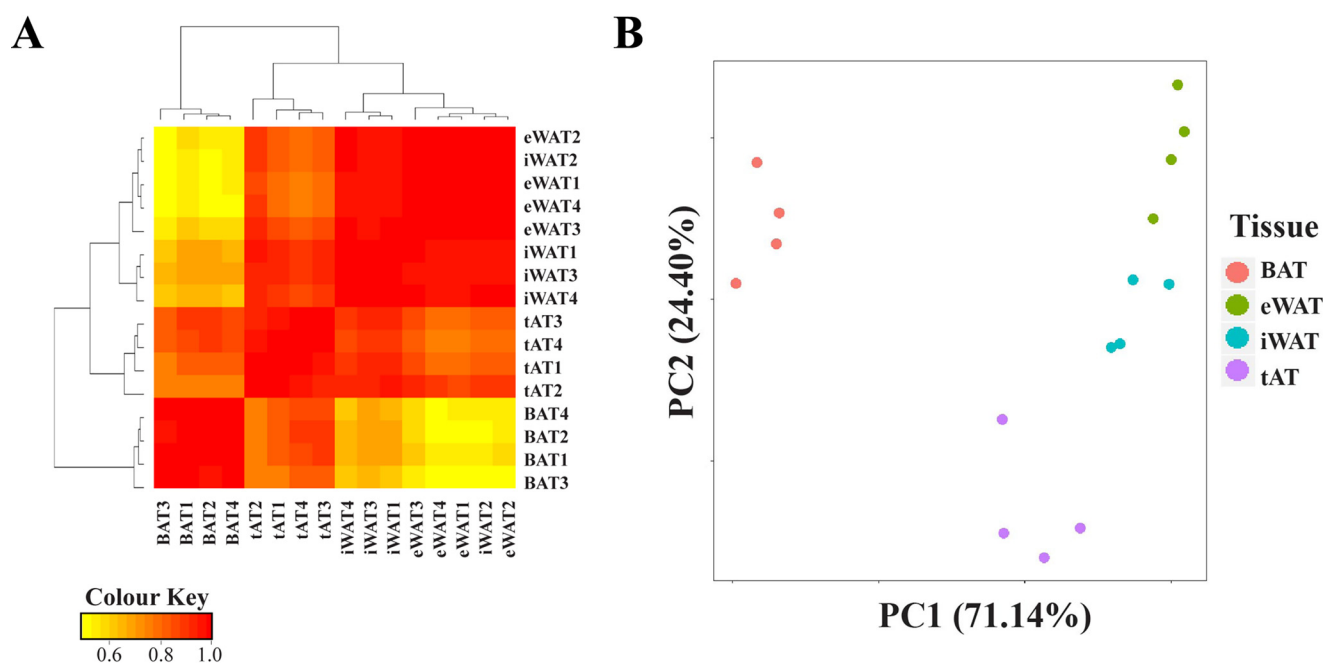 A
eWAT2
iWAT2
eWAT1
eWAT4
eWAT3
iWAT1
iWAT3
iWAT4
tAT3
tAT4
tAT1
tAT2
BAT4
BAT2
BAT1
BAT3
BAT3
BAT1
BAT2
BAT4
tAT2
tAT1
tAT4
tAT3
iWAT4
iWAT3
iWAT1
eWAT3
eWAT4
eWAT1
iWAT2
eWAT2
Colour Key
0.6 0.8 1.0
B
PC2 (24.40%)
PC1 (71.14%)
Tissue
BAT
eWAT
iWAT
tAT